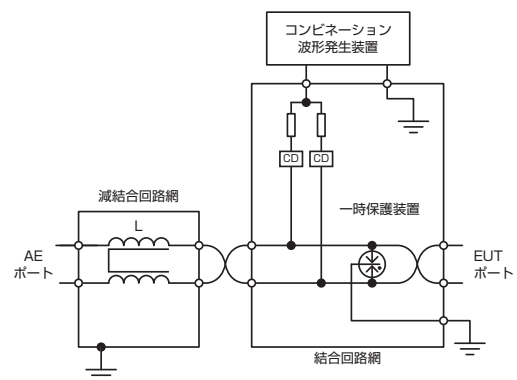 コンビネーション
波形発生装置
CD
CD
減結合回路網
一時保護装置
L
AE
ポート
EUT
ポート
結合回路網